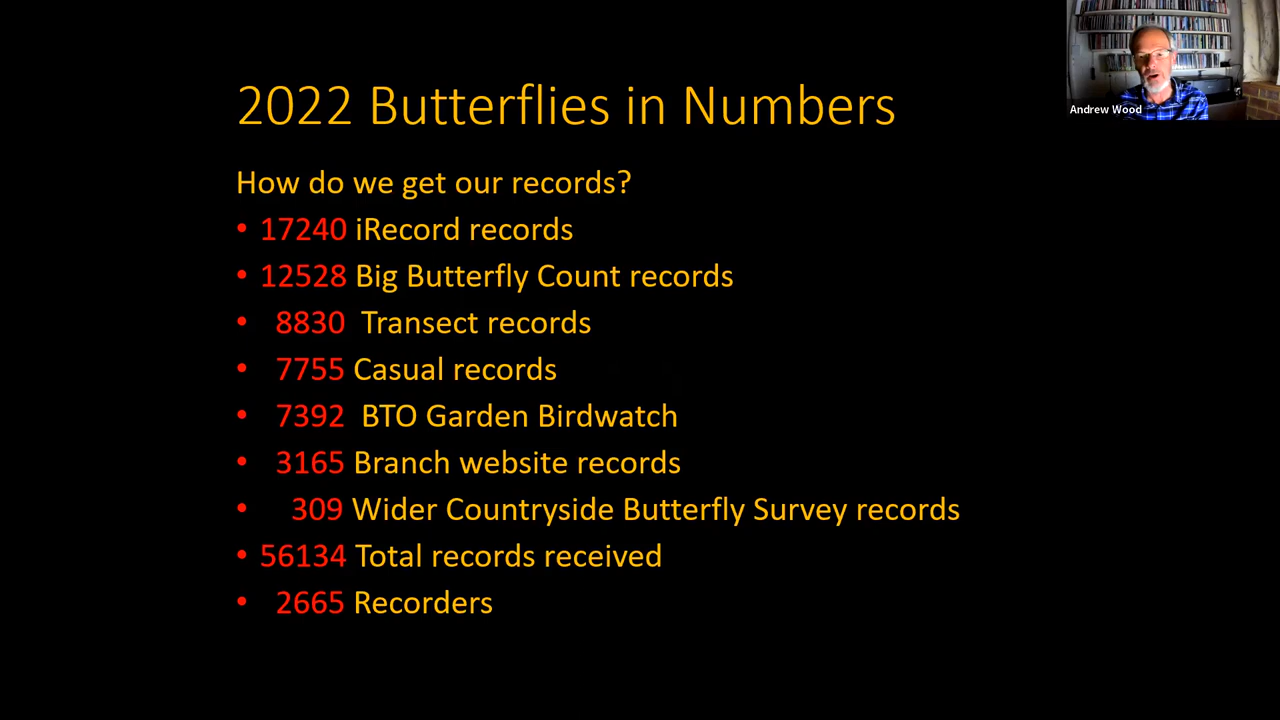 2022 Butterflies in Numbers
Andrew Wood
How do we get our records?
• 17240 iRecord records
• 12528 Big Butterfly Count records
• 8830 Transect records
• 7755 Casual records
• 7392 BTO Garden Birdwatch
• 3165 Branch website records
• 309 Wider Countryside Butterfly Survey records
• 56134 Total records received
• 2665 Recorders